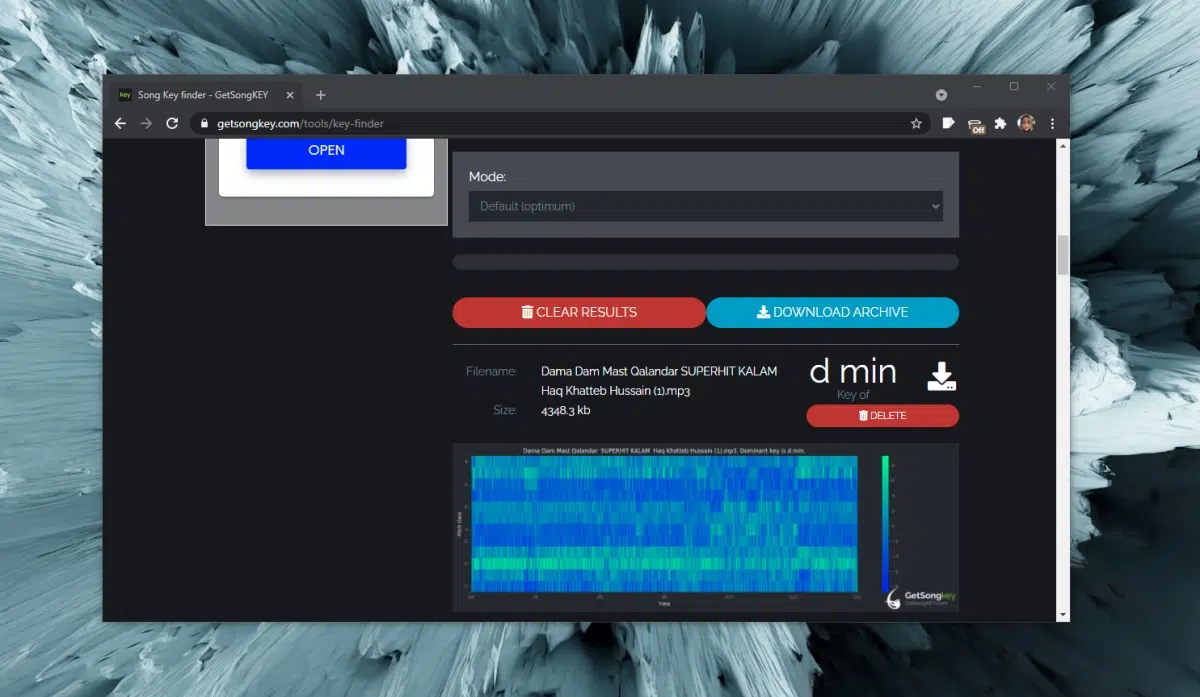 key
Song Key finder - GetSongKEY
getsongkey.com/tools/key-finder
Off
OPEN
Mode:
Default (optimum)
CLEAR RESULTS
DOWNLOAD ARCHIVE
Filename:
Dama Dam Mast Qalandar SUPERHIT KALAM
Haq Khatteb Hussain (1).mp3
d min
Key of
Size:
4348.3 kb
DELETE
Dama Dam Mast Qalandar SUPERHIT KALAM Haq Khatteb Hussain (1).mp3. Dominant key is d min.
Pitch class
Time
GetSongkey
GetSongKEY.com